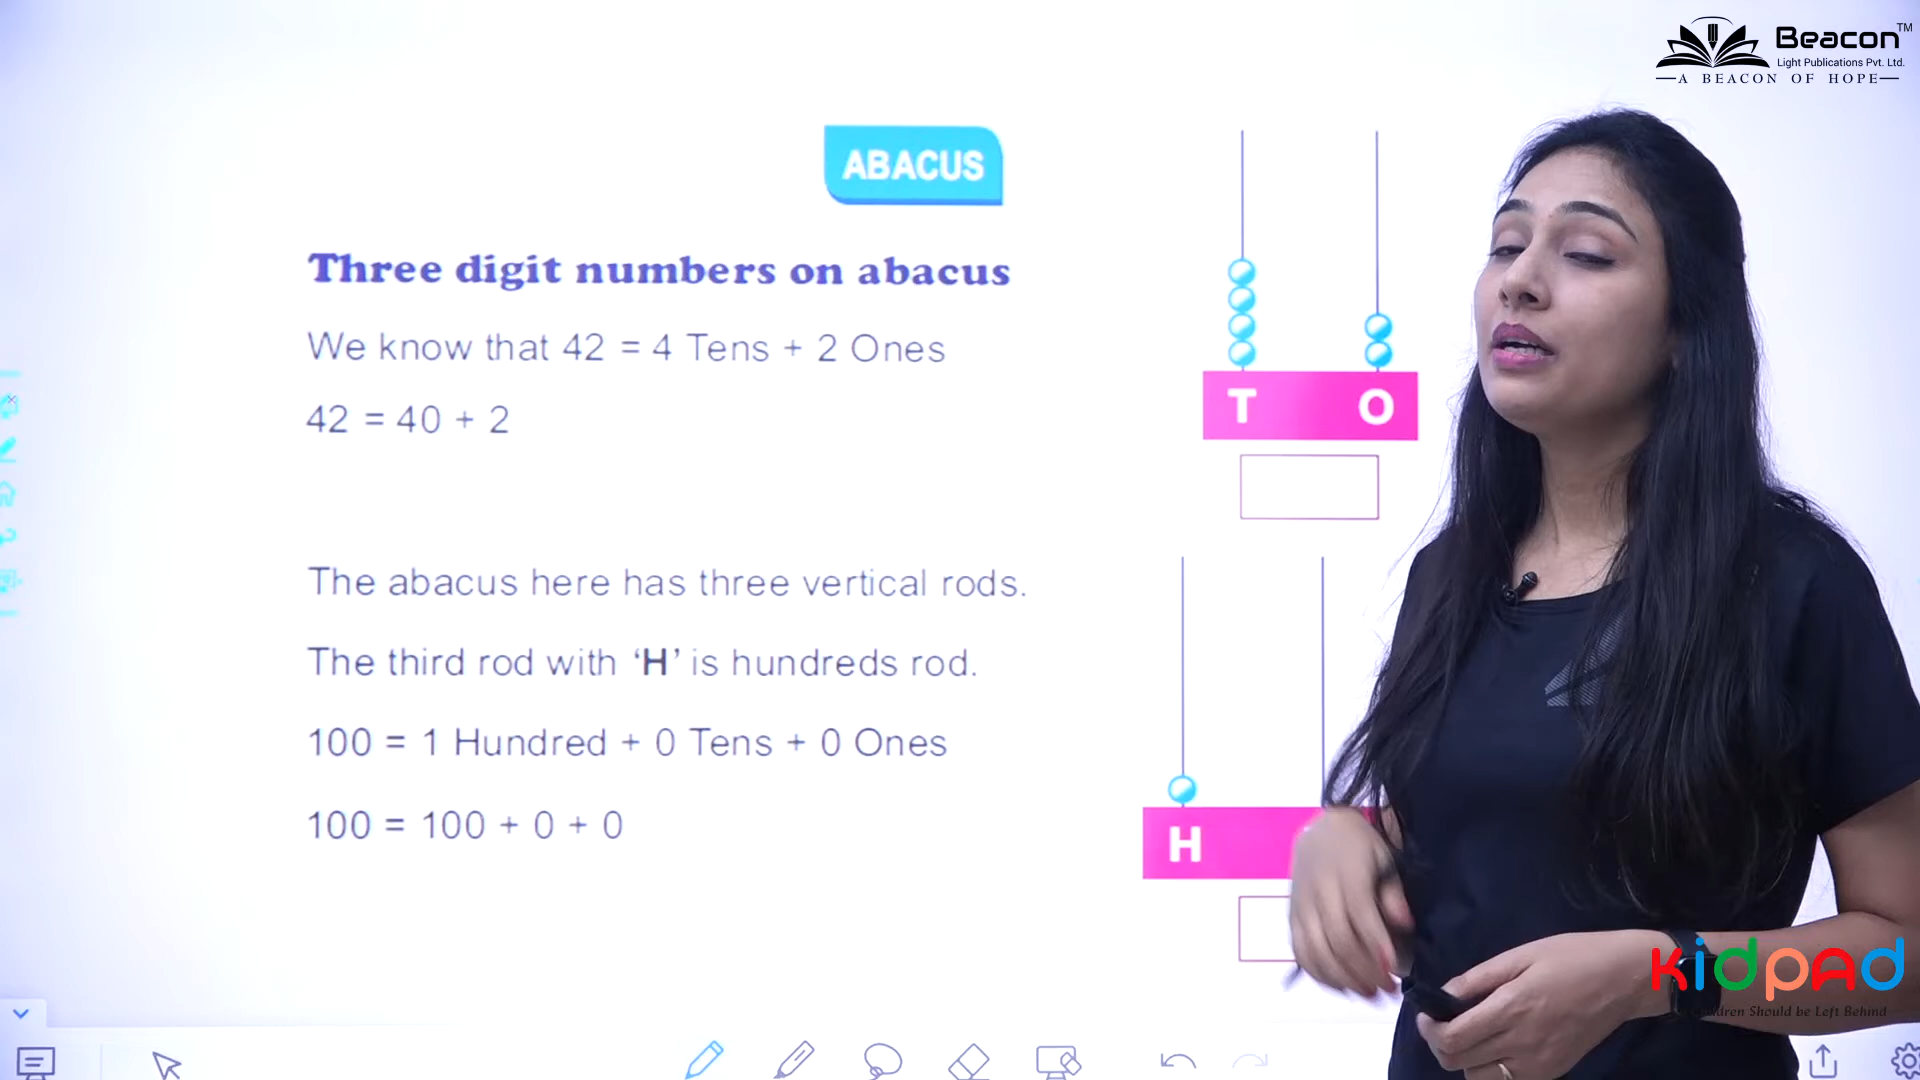 Beacon™
Light Publications Pvt. Ltd.
—A BEACON OF HOPE—
ABACUS
Three digit numbers on abacus
We know that 42 = 4 Tens + 2 Ones
42 = 40 + 2
T O
The abacus here has three vertical rods.
The third rod with ‘H’ is hundreds rod.
100 = 1 Hundred + 0 Tens + 0 Ones
100 = 100 + 0 + 0
H
kidpAd
Should be Left Behind